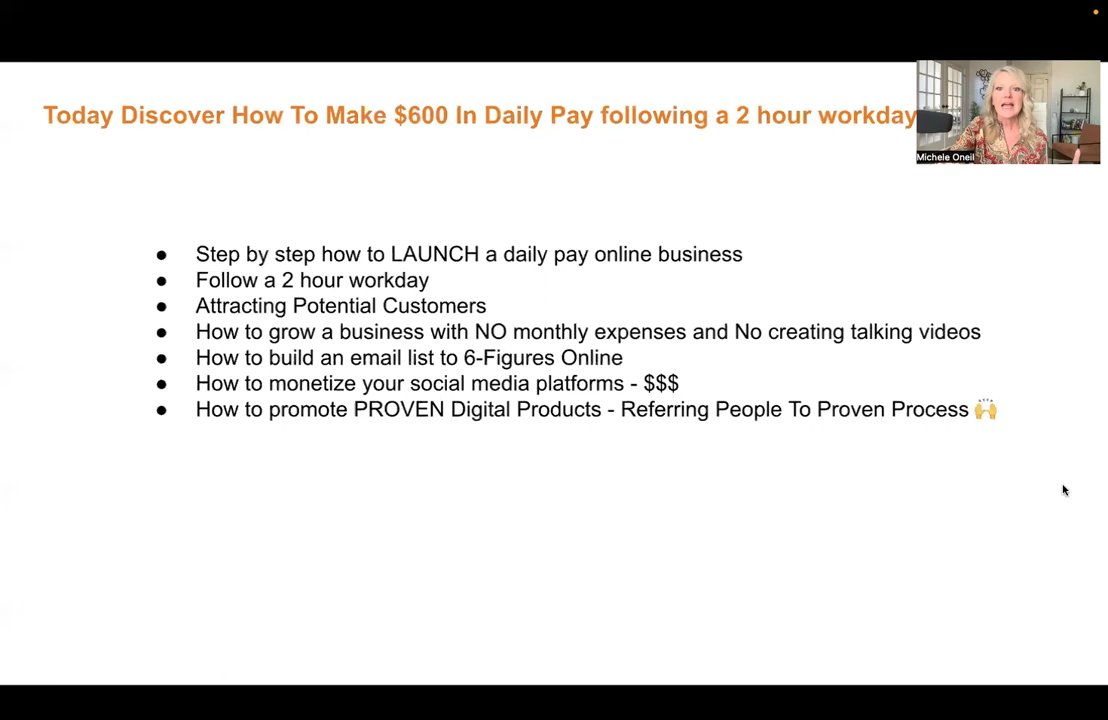 Today Discover How To Make $600 In Daily Pay following a 2 hour workday
Michele Oneil
● Step by step how to LAUNCH a daily pay online business
● Follow a 2 hour workday
● Attracting Potential Customers
● How to grow a business with NO monthly expenses and No creating talking videos
● How to build an email list to 6-Figures Online
● How to monetize your social media platforms - $$$
● How to promote PROVEN Digital Products - Referring People To Proven Process 🙌